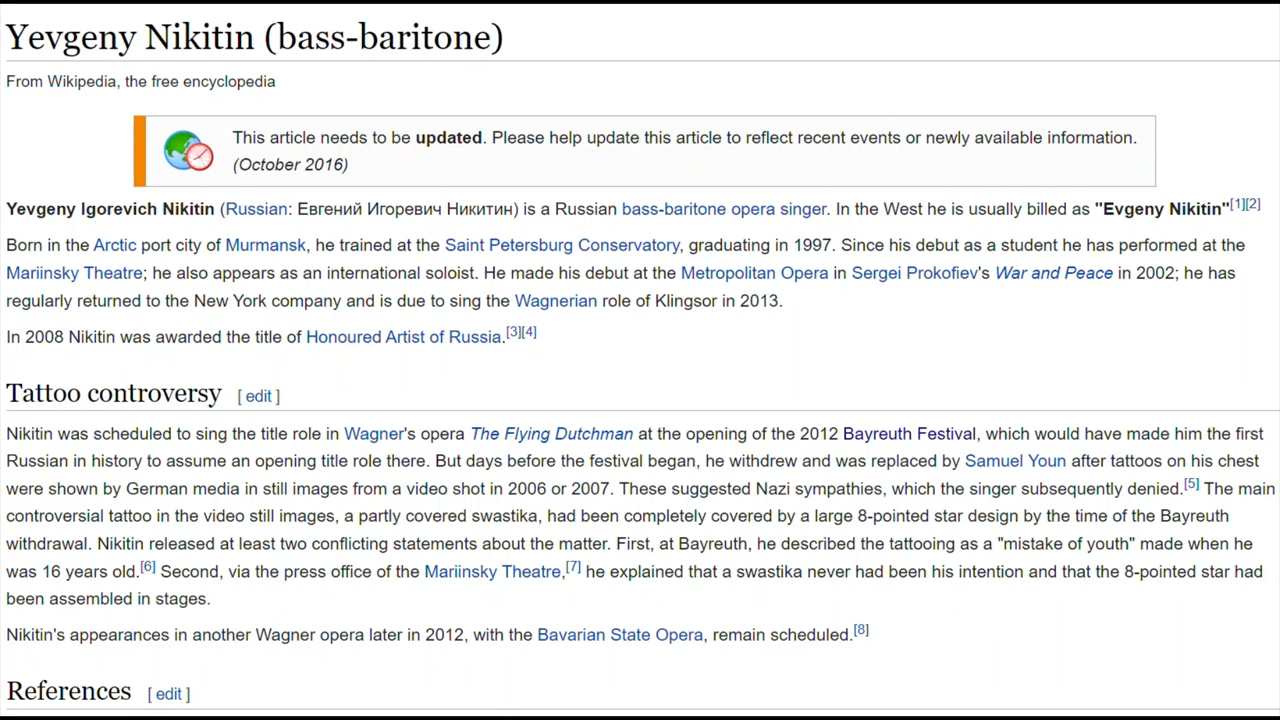 Yevgeny Nikitin (bass-baritone)
From Wikipedia, the free encyclopedia
This article needs to be updated. Please help update this article to reflect recent events or newly available information.
(October 2016)
Yevgeny Igorevich Nikitin (Russian: Евгений Игоревич Никитин) is a Russian bass-baritone opera singer. In the West he is usually billed as "Evgeny Nikitin"[1][2]
Born in the Arctic port city of Murmansk, he trained at the Saint Petersburg Conservatory, graduating in 1997. Since his debut as a student he has performed at the
Mariinsky Theatre; he also appears as an international soloist. He made his debut at the Metropolitan Opera in Sergei Prokofiev's War and Peace in 2002; he has
regularly returned to the New York company and is due to sing the Wagnerian role of Klingsor in 2013.
In 2008 Nikitin was awarded the title of Honoured Artist of Russia.[3][4]
Tattoo controversy [ edit ]
Nikitin was scheduled to sing the title role in Wagner's opera The Flying Dutchman at the opening of the 2012 Bayreuth Festival, which would have made him the first
Russian in history to assume an opening title role there. But days before the festival began, he withdrew and was replaced by Samuel Youn after tattoos on his chest
were shown by German media in still images from a video shot in 2006 or 2007. These suggested Nazi sympathies, which the singer subsequently denied.[5] The main
controversial tattoo in the video still images, a partly covered swastika, had been completely covered by a large 8-pointed star design by the time of the Bayreuth
withdrawal. Nikitin released at least two conflicting statements about the matter. First, at Bayreuth, he described the tattooing as a "mistake of youth" made when he
was 16 years old.[6] Second, via the press office of the Mariinsky Theatre,[7] he explained that a swastika never had been his intention and that the 8-pointed star had
been assembled in stages.
Nikitin's appearances in another Wagner opera later in 2012, with the Bavarian State Opera, remain scheduled.[8]
References [ edit ]